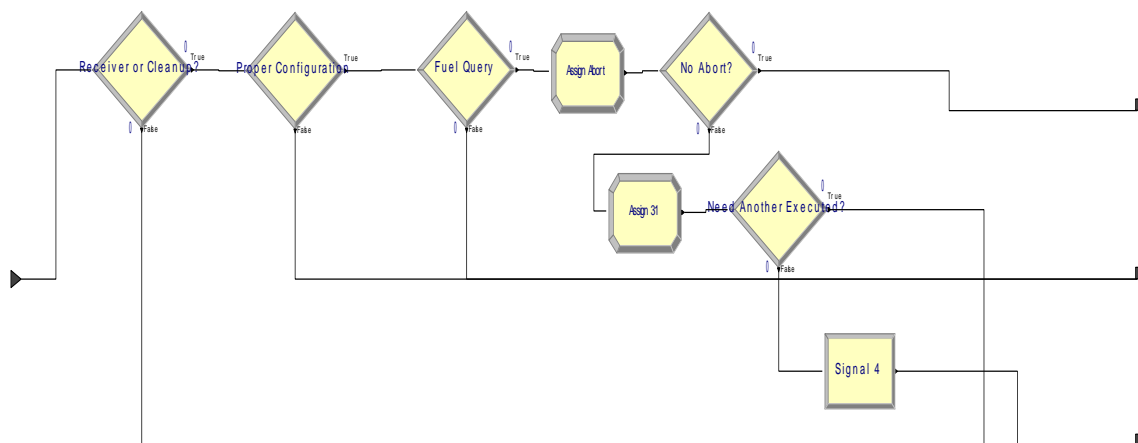 0
True
Receiver or Cleanup?
0
False
True
Proper Configuration
False
0
True
Fuel Query
0
False
Assign Abort
0
True
No Abort?
0
False
Assign 31
0
True
Need Another Executed?
0
False
Signal 4